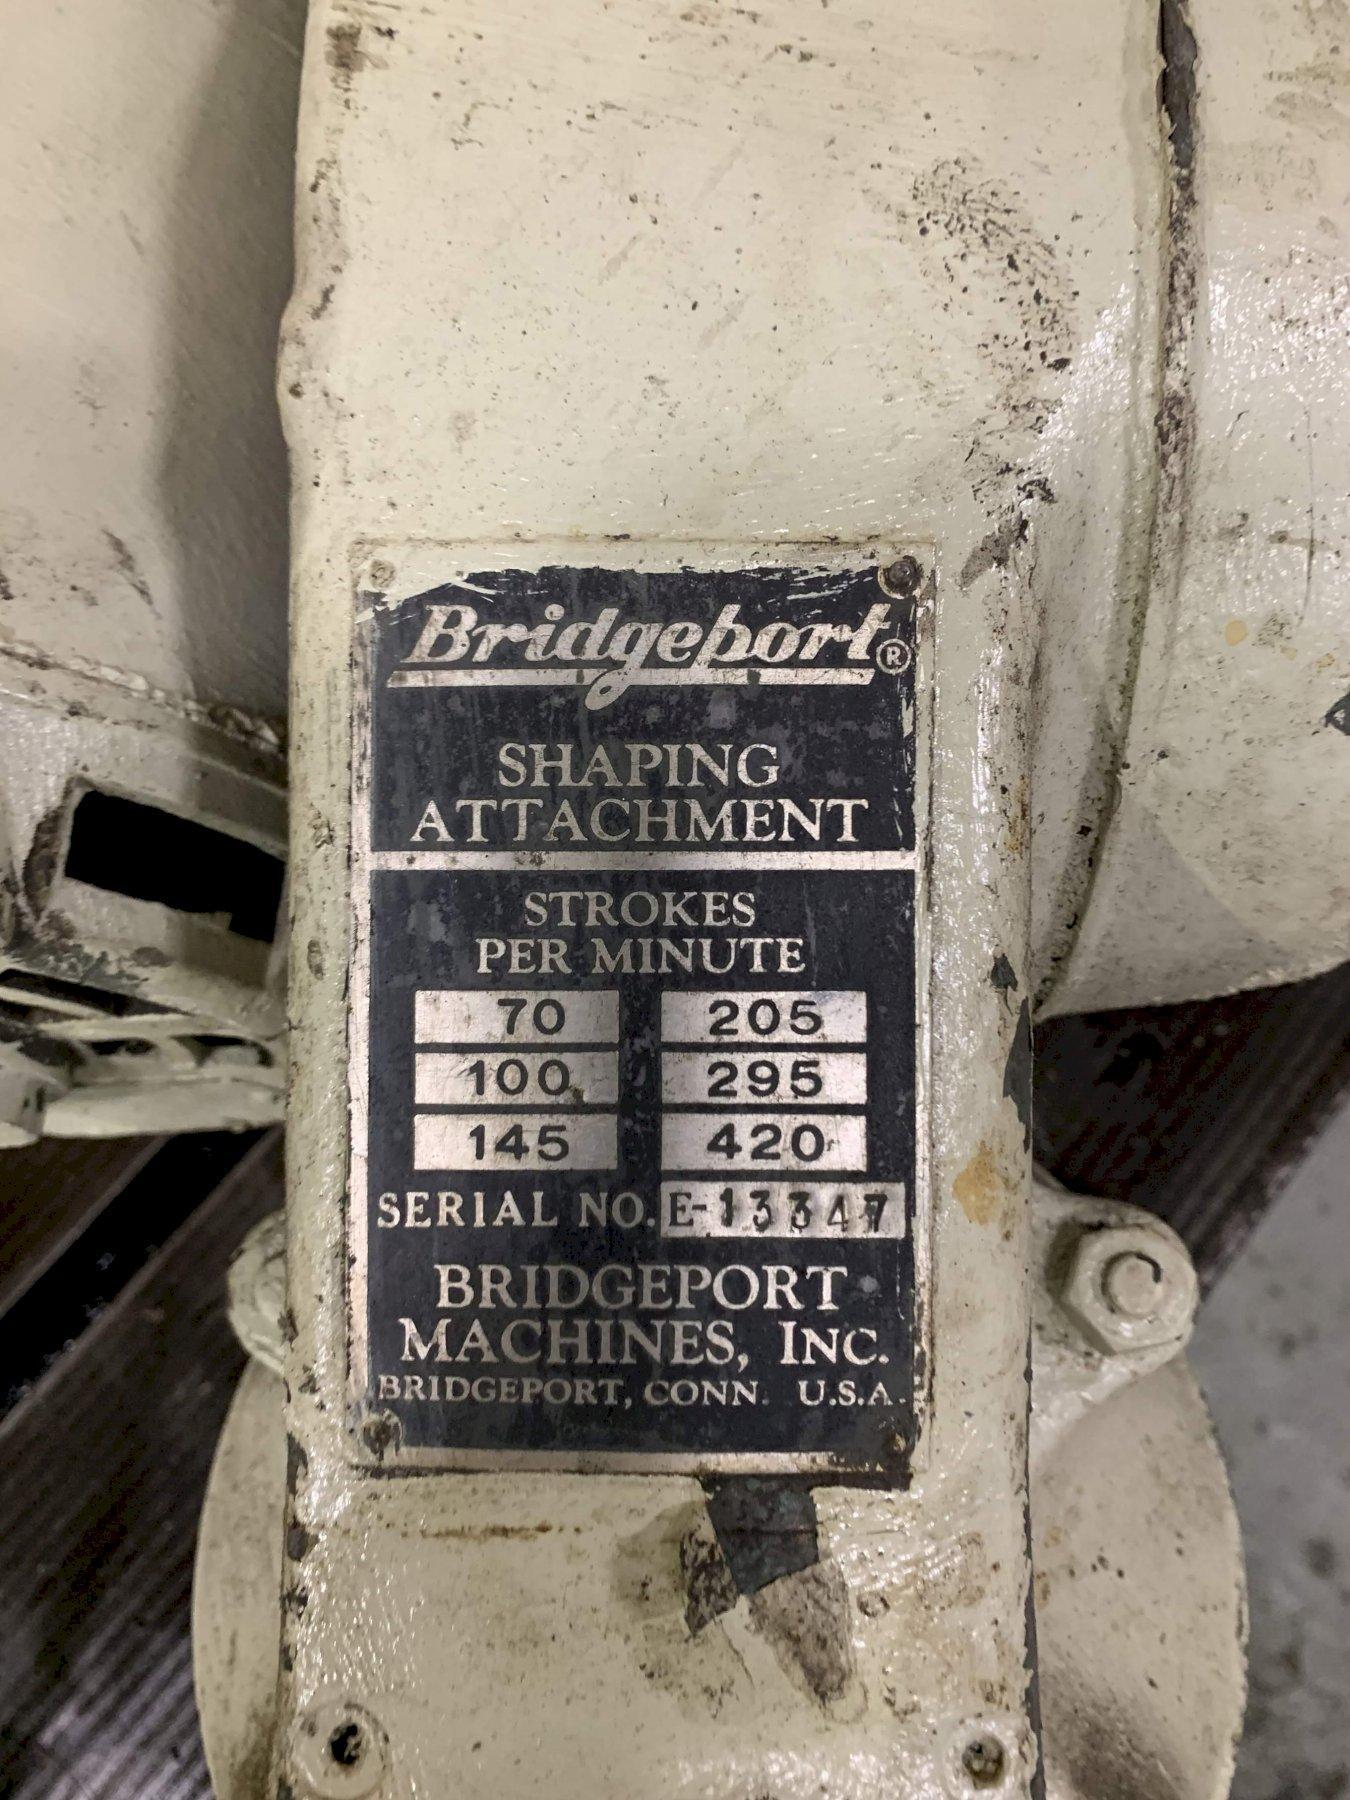 Bridgeport®
SHAPING
ATTACHMENT
STROKES
PER MINUTE
70 205
100 295
145 420
SERIAL NO. E-13347
BRIDGEPORT
MACHINES, INC.
BRIDGEPORT, CONN. U.S.A.